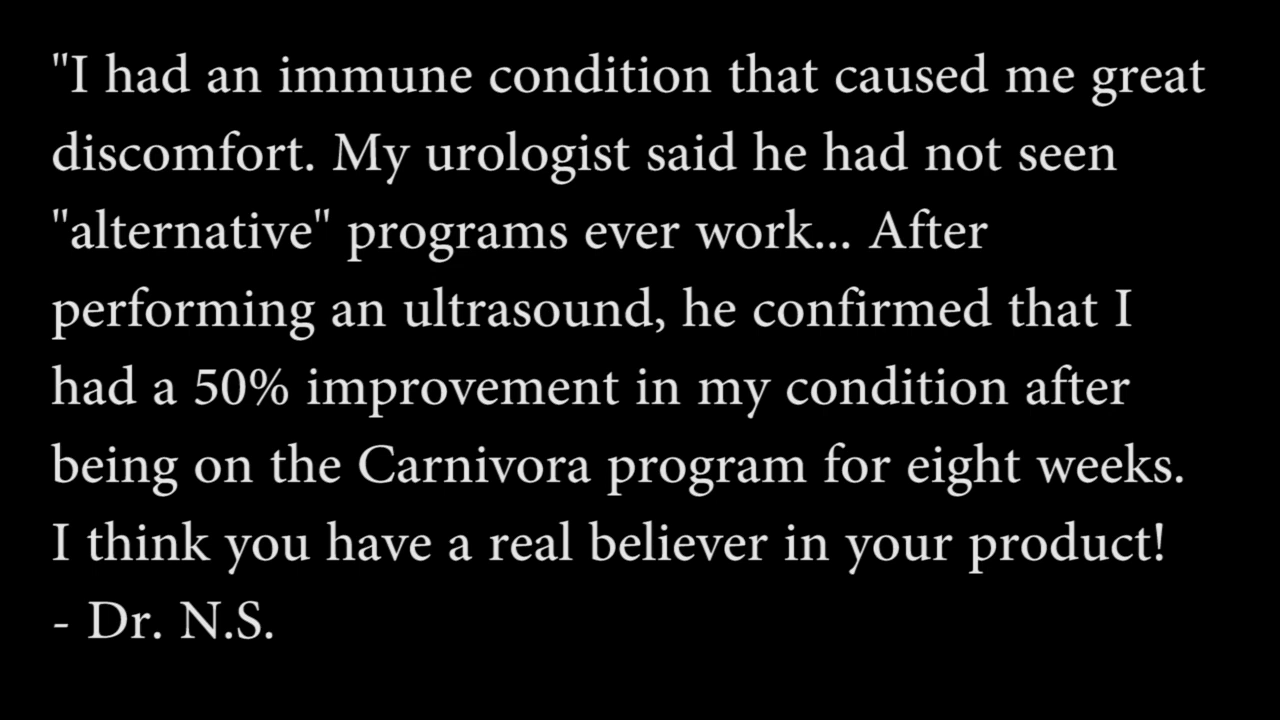 "I had an immune condition that caused me great
discomfort. My urologist said he had not seen
"alternative" programs ever work... After
performing an ultrasound, he confirmed that I
had a 50% improvement in my condition after
being on the Carnivora program for eight weeks.
I think you have a real believer in your product!
- Dr. N.S.